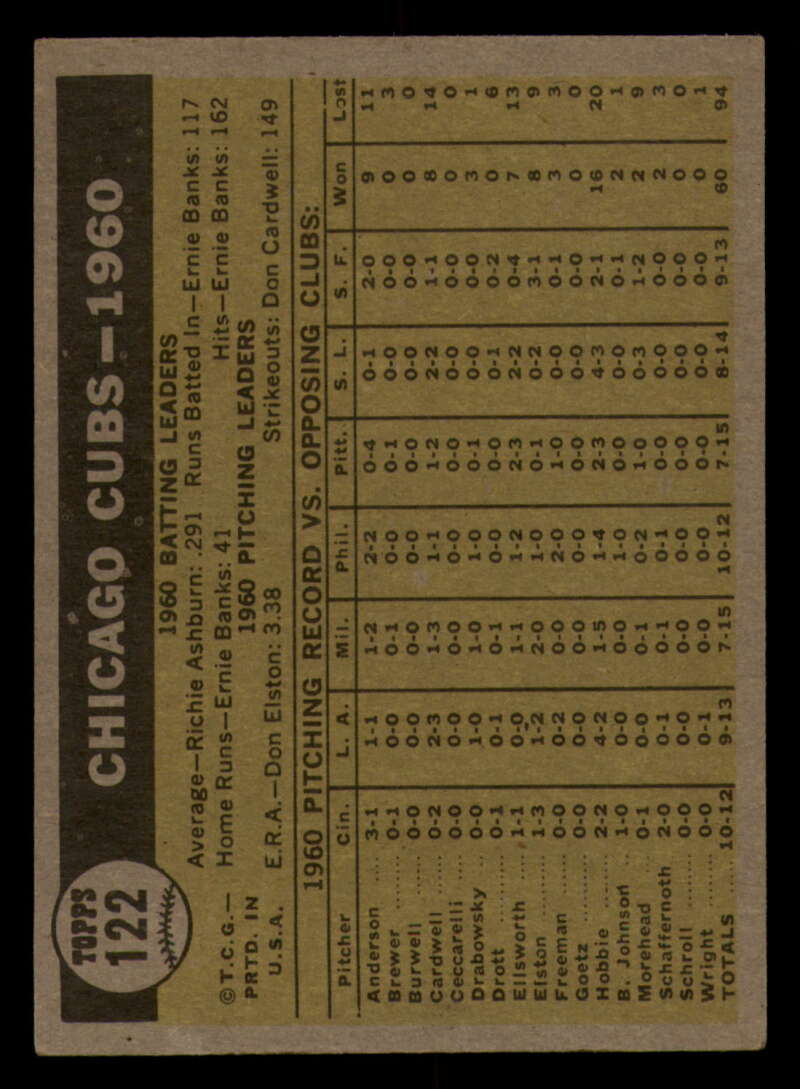 TOPPS
122
CHICAGO CUBS—1960
1960 BATTING LEADERS
Average—Richie Ashburn: .291 Runs Batted In—Ernie Banks: 117
©T.C.G.— Home Runs—Ernie Banks: 41 Hits—Ernie Banks: 162
PRTD. IN 1960 PITCHING LEADERS
U.S.A. E.R.A.—Don Elston: 3.38 Strikeouts: Don Cardwell: 149
1960 PITCHING RECORD VS. OPPOSING CLUBS:
Pitcher Cin. L. A. Mil. Phil. Pitt. S. L. S. F. Won Lost
Anderson .... 3-1 1-1 1-2 2-2 0-4 0-1 2-0 9 11
Brewer ........ 0-1 0-0 0-1 0-0 0-1 0-0 0-0 0 3
Burwell ...... 0-0 0-0 0-0 0-0 0-0 0-0 0-0 0 0
Cardwell ..... 0-2 2-3 1-3 1-1 1-2 2-2 1-1 8 14
Ceccarelli .... 0-0 0-0 0-0 0-0 0-0 0-0 0-0 0 0
Drabowsky .. 0-0 1-0 1-0 1-0 0-1 0-0 0-0 3 1
Drott .......... 0-1 0-1 0-1 0-0 0-0 0-1 0-2 0 6
Ellsworth .... 1-1 0-0 1-1 1-2 2-3 2-2 0-4 7 13
Elston ........ 1-3 1-2 2-0 1-0 0-1 0-2 3-1 8 9
Freeman ...... 0-0 0-2 0-0 2-0 1-0 0-0 0-1 3 3
Goetz .......... 0-0 0-0 0-0 0-0 0-0 0-0 0-0 0 0
Hobbie ........ 2-2 4-2 1-5 1-4 2-3 4-3 2-1 16 20
B. Johnson .. 1-0 0-0 0-0 1-0 0-0 0-0 0-1 2 1
Morehead .... 0-1 0-0 0-1 0-2 1-0 0-3 1-2 2 9
Schaffernoth 2-0 0-1 0-1 0-1 0-0 0-0 0-0 2 3
Schroll ........ 0-0 0-0 0-0 0-0 0-0 0-0 0-0 0 0
Wright ........ 0-0 0-1 0-0 0-0 0-0 0-0 0-0 0 1
TOTALS ...... 10-12 9-13 7-15 10-12 7-15 8-14 9-13 60 94